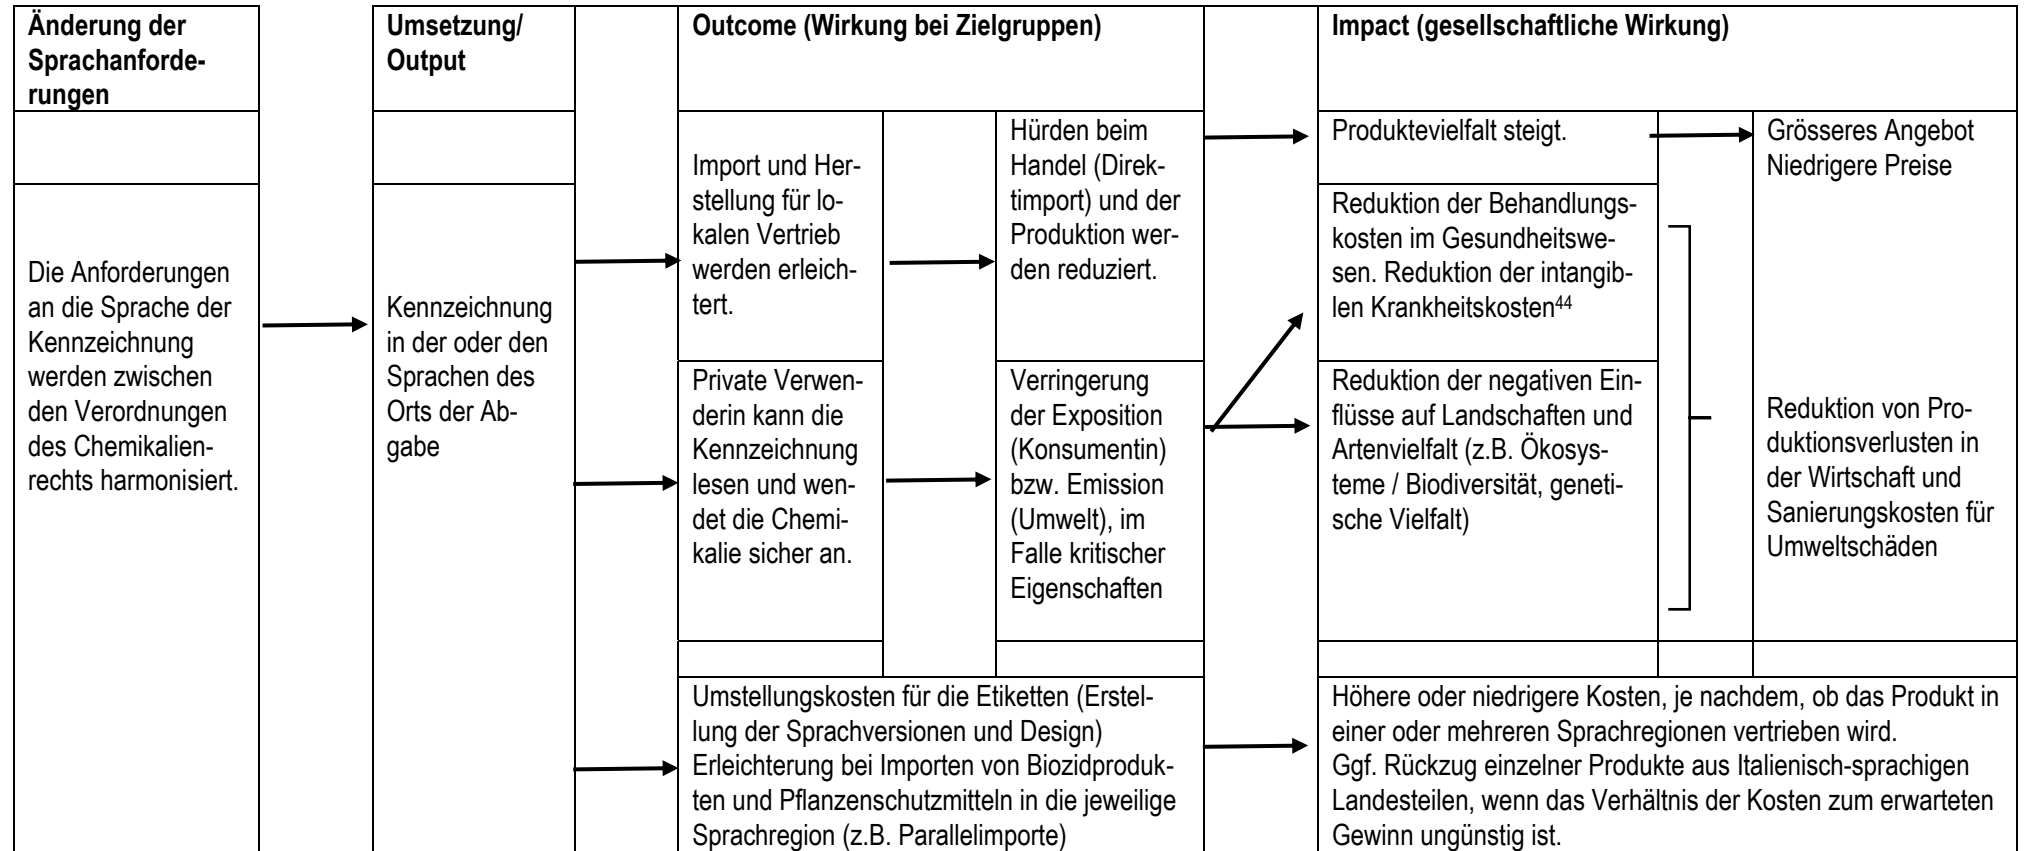 Änderung der
Sprachanforde-
rungen
Umsetzung/
Output
Outcome (Wirkung bei Zielgruppen)
Impact (gesellschaftliche Wirkung)
Die Anforderungen
an die Sprache der
Kennzeichnung
werden zwischen
den Verordnungen
des Chemikalien-
rechts harmonisiert.
Kennzeichnung
in der oder den
Sprachen des
Orts der Ab-
gabe
Import und Her-
stellung für lo-
kalen Vertrieb
werden erleich-
tert.
Hürden beim
Handel (Direk-
timport) und der
Produktion wer-
den reduziert.
Produktevielfalt steigt.
Grösseres Angebot
Niedrigere Preise
Reduktion der Behandlungs-
kosten im Gesundheitswe-
sen. Reduktion der intangib-
len Krankheitskosten44
Private Verwen-
derin kann die
Kennzeichnung
lesen und wen-
det die Chemi-
kalie sicher an.
Verringerung
der Exposition
(Konsumentin)
bzw. Emission
(Umwelt), im
Falle kritischer
Eigenschaften
Reduktion der negativen Ein-
flüsse auf Landschaften und
Artenvielfalt (z.B. Ökosys-
teme / Biodiversität, geneti-
sche Vielfalt)
Reduktion von Pro-
duktionsverlusten in
der Wirtschaft und
Sanierungskosten für
Umweltschäden
Umstellungskosten für die Etiketten (Erstel-
lung der Sprachversionen und Design)
Erleichterung bei Importen von Biozidproduk-
ten und Pflanzenschutzmitteln in die jeweilige
Sprachregion (z.B. Parallelimporte)
Höhere oder niedrigere Kosten, je nachdem, ob das Produkt in
einer oder mehreren Sprachregionen vertrieben wird.
Ggf. Rückzug einzelner Produkte aus Italienisch-sprachigen
Landesteilen, wenn das Verhältnis der Kosten zum erwarteten
Gewinn ungünstig ist.